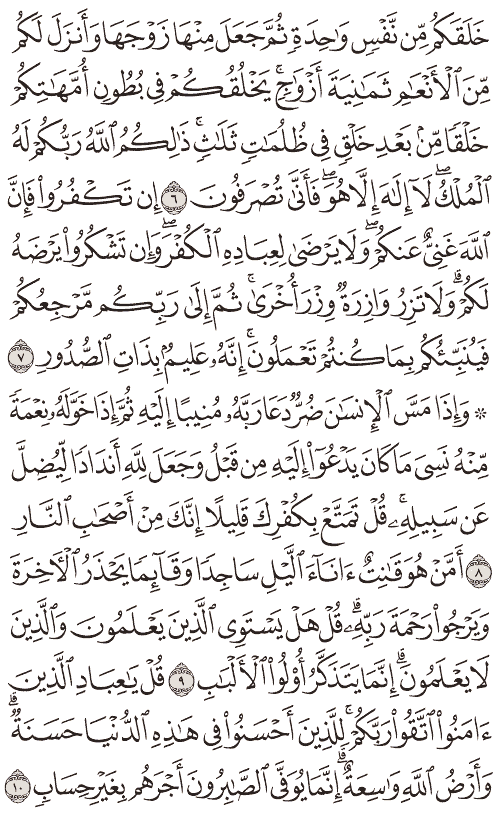 خَلَقَكُم مِّن نَّفۡسٖ وَٰحِدَةٖ ثُمَّ جَعَلَ مِنۡهَا زَوۡجَهَا وَأَنزَلَ لَكُم
مِّنَ ٱلۡأَنۡعَٰمِ ثَمَٰنِيَةَ أَزۡوَٰجٖۚ يَخۡلُقُكُمۡ فِي بُطُونِ أُمَّهَٰتِكُمۡ
خَلۡقٗا مِّنۢ بَعۡدِ خَلۡقٖ فِي ظُلُمَٰتٖ ثَلَٰثٖۚ ذَٰلِكُمُ ٱللَّهُ رَبُّكُمۡ لَهُ
ٱلۡمُلۡكُۖ لَآ إِلَٰهَ إِلَّا هُوَۖ فَأَنَّىٰ تُصۡرَفُونَ ٦ إِن تَكۡفُرُواْ فَإِنَّ
ٱللَّهَ غَنِيٌّ عَنكُمۡۖ وَلَا يَرۡضَىٰ لِعِبَادِهِ ٱلۡكُفۡرَۖ وَإِن تَشۡكُرُواْ يَرۡضَهُ
لَكُمۡۗ وَلَا تَزِرُ وَازِرَةٞ وِزۡرَ أُخۡرَىٰۚ ثُمَّ إِلَىٰ رَبِّكُم مَّرۡجِعُكُمۡ
فَيُنَبِّئُكُم بِمَا كُنتُمۡ تَعۡمَلُونَۚ إِنَّهُۥ عَلِيمُۢ بِذَاتِ ٱلصُّدُورِ ٧
۞ وَإِذَا مَسَّ ٱلۡإِنسَٰنَ ضُرّٞ دَعَا رَبَّهُۥ مُنِيبًا إِلَيۡهِ ثُمَّ إِذَا خَوَّلَهُۥ نِعۡمَةٗ
مِّنۡهُ نَسِيَ مَا كَانَ يَدۡعُوٓاْ إِلَيۡهِ مِن قَبۡلُ وَجَعَلَ لِلَّهِ أَندَادٗا لِّيُضِلَّ
عَن سَبِيلِهِۦۚ قُلۡ تَمَتَّعۡ بِكُفۡرِكَ قَلِيلًا إِنَّكَ مِنۡ أَصۡحَٰبِ ٱلنَّارِ
٨ أَمَّنۡ هُوَ قَٰنِتٌ ءَانَآءَ ٱلَّيۡلِ سَاجِدٗا وَقَآئِمٗا يَحۡذَرُ ٱلۡأٓخِرَةَ
وَيَرۡجُواْ رَحۡمَةَ رَبِّهِۦۗ قُلۡ هَلۡ يَسۡتَوِي ٱلَّذِينَ يَعۡلَمُونَ وَٱلَّذِينَ
لَا يَعۡلَمُونَۗ إِنَّمَا يَتَذَكَّرُ أُوْلُواْ ٱلۡأَلۡبَٰبِ ٩ قُلۡ يَٰعِبَادِ ٱلَّذِينَ
ءَامَنُواْ ٱتَّقُواْ رَبَّكُمۡۚ لِلَّذِينَ أَحۡسَنُواْ فِي هَٰذِهِ ٱلدُّنۡيَا حَسَنَةٞۗ
وَأَرۡضُ ٱللَّهِ وَٰسِعَةٌۗ إِنَّمَا يُوَفَّى ٱلصَّٰبِرُونَ أَجۡرَهُم بِغَيۡرِ حِسَابٖ ١٠